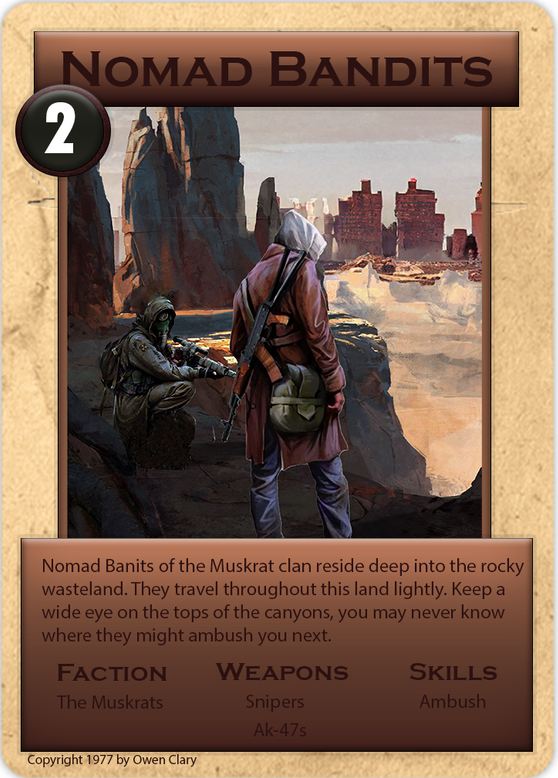 Nomad Bandits
2
Nomad Banits of the Muskrat clan reside deep into the rocky
wasteland. They travel throughout this land lightly. Keep a
wide eye on the tops of the canyons, you may never know
where they might ambush you next.
Faction Weapons Skills
The Muskrats Snipers Ambush
Ak-47s
Copyright 1977 by Owen Clary